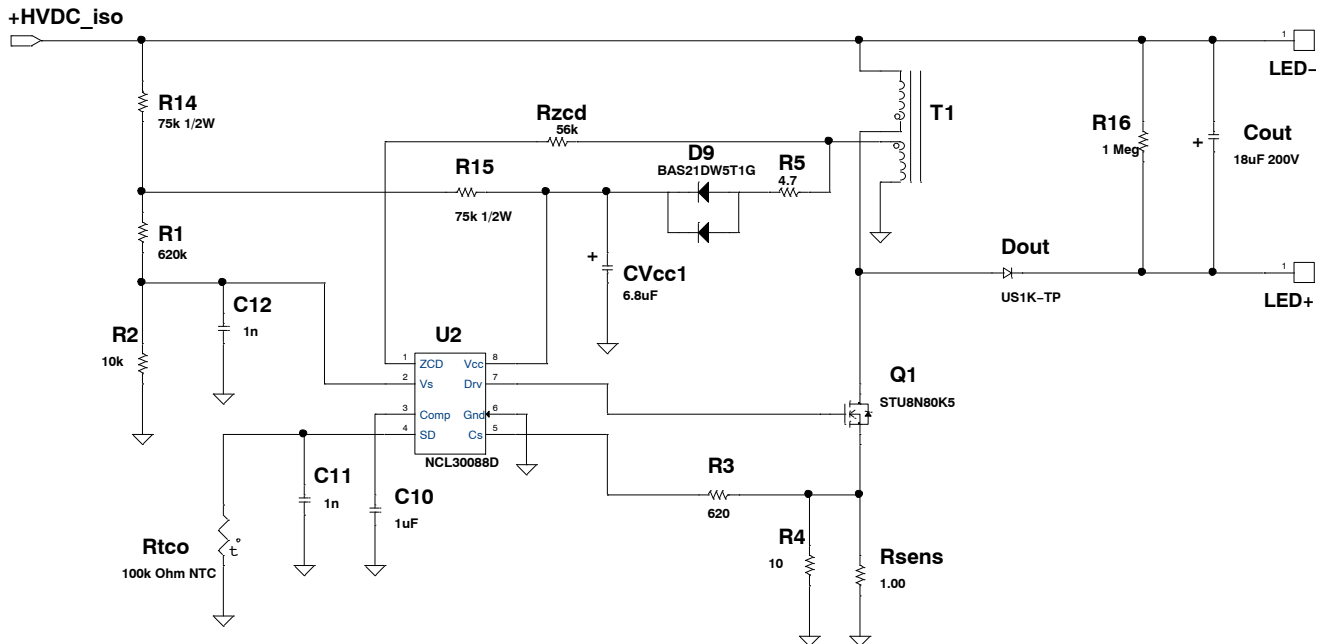 +HVDC_iso
1
LED-
R14
75k 1/2W
Rzcd
56k
T1
R16
1 Meg
+
Cout
18uF 200V
D9
BAS21DW5T1G
R5
4.7
R15
75k 1/2W
R1
620k
+
CVcc1
6.8uF
Dout
US1K-TP
1
LED+
C12
1n
R2
10k
U2
1 ZCD Vcc 8
2 Vs Drv 7
3 Comp Gnd 6
4 SD Cs 5
NCL30088D
Q1
STU8N80K5
R3
620
C11
1n
C10
1uF
Rtco
t°
100k Ohm NTC
R4
10
Rsens
1.00